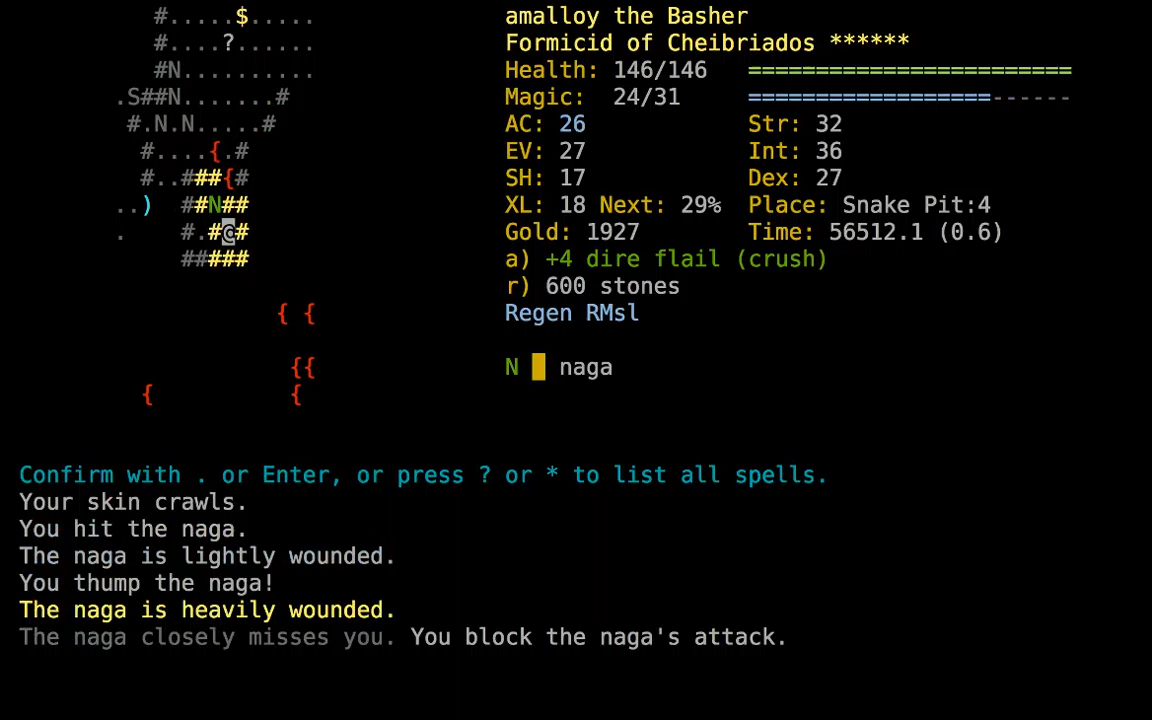 #.....$.....   amalloy the Basher
#....?......   Formicid of Cheibriados ******
#N..........   Health: 146/146   ========================
.S##N.......#   Magic:  24/31   ==================------
#.N.N.....#   AC: 26   Str: 32
#....{.#   EV: 27   Int: 36
#..###{#   SH: 17   Dex: 27
..)  ##N##   XL: 18 Next: 29%   Place: Snake Pit:4
.    #.#@#   Gold: 1927   Time: 56512.1 (0.6)
#####   a) +4 dire flail (crush)
r) 600 stones
{ {   Regen RMsl
{{   N   naga
{          {
Confirm with . or Enter, or press ? or * to list all spells.
Your skin crawls.
You hit the naga.
The naga is lightly wounded.
You thump the naga!
The naga is heavily wounded.
The naga closely misses you. You block the naga's attack.